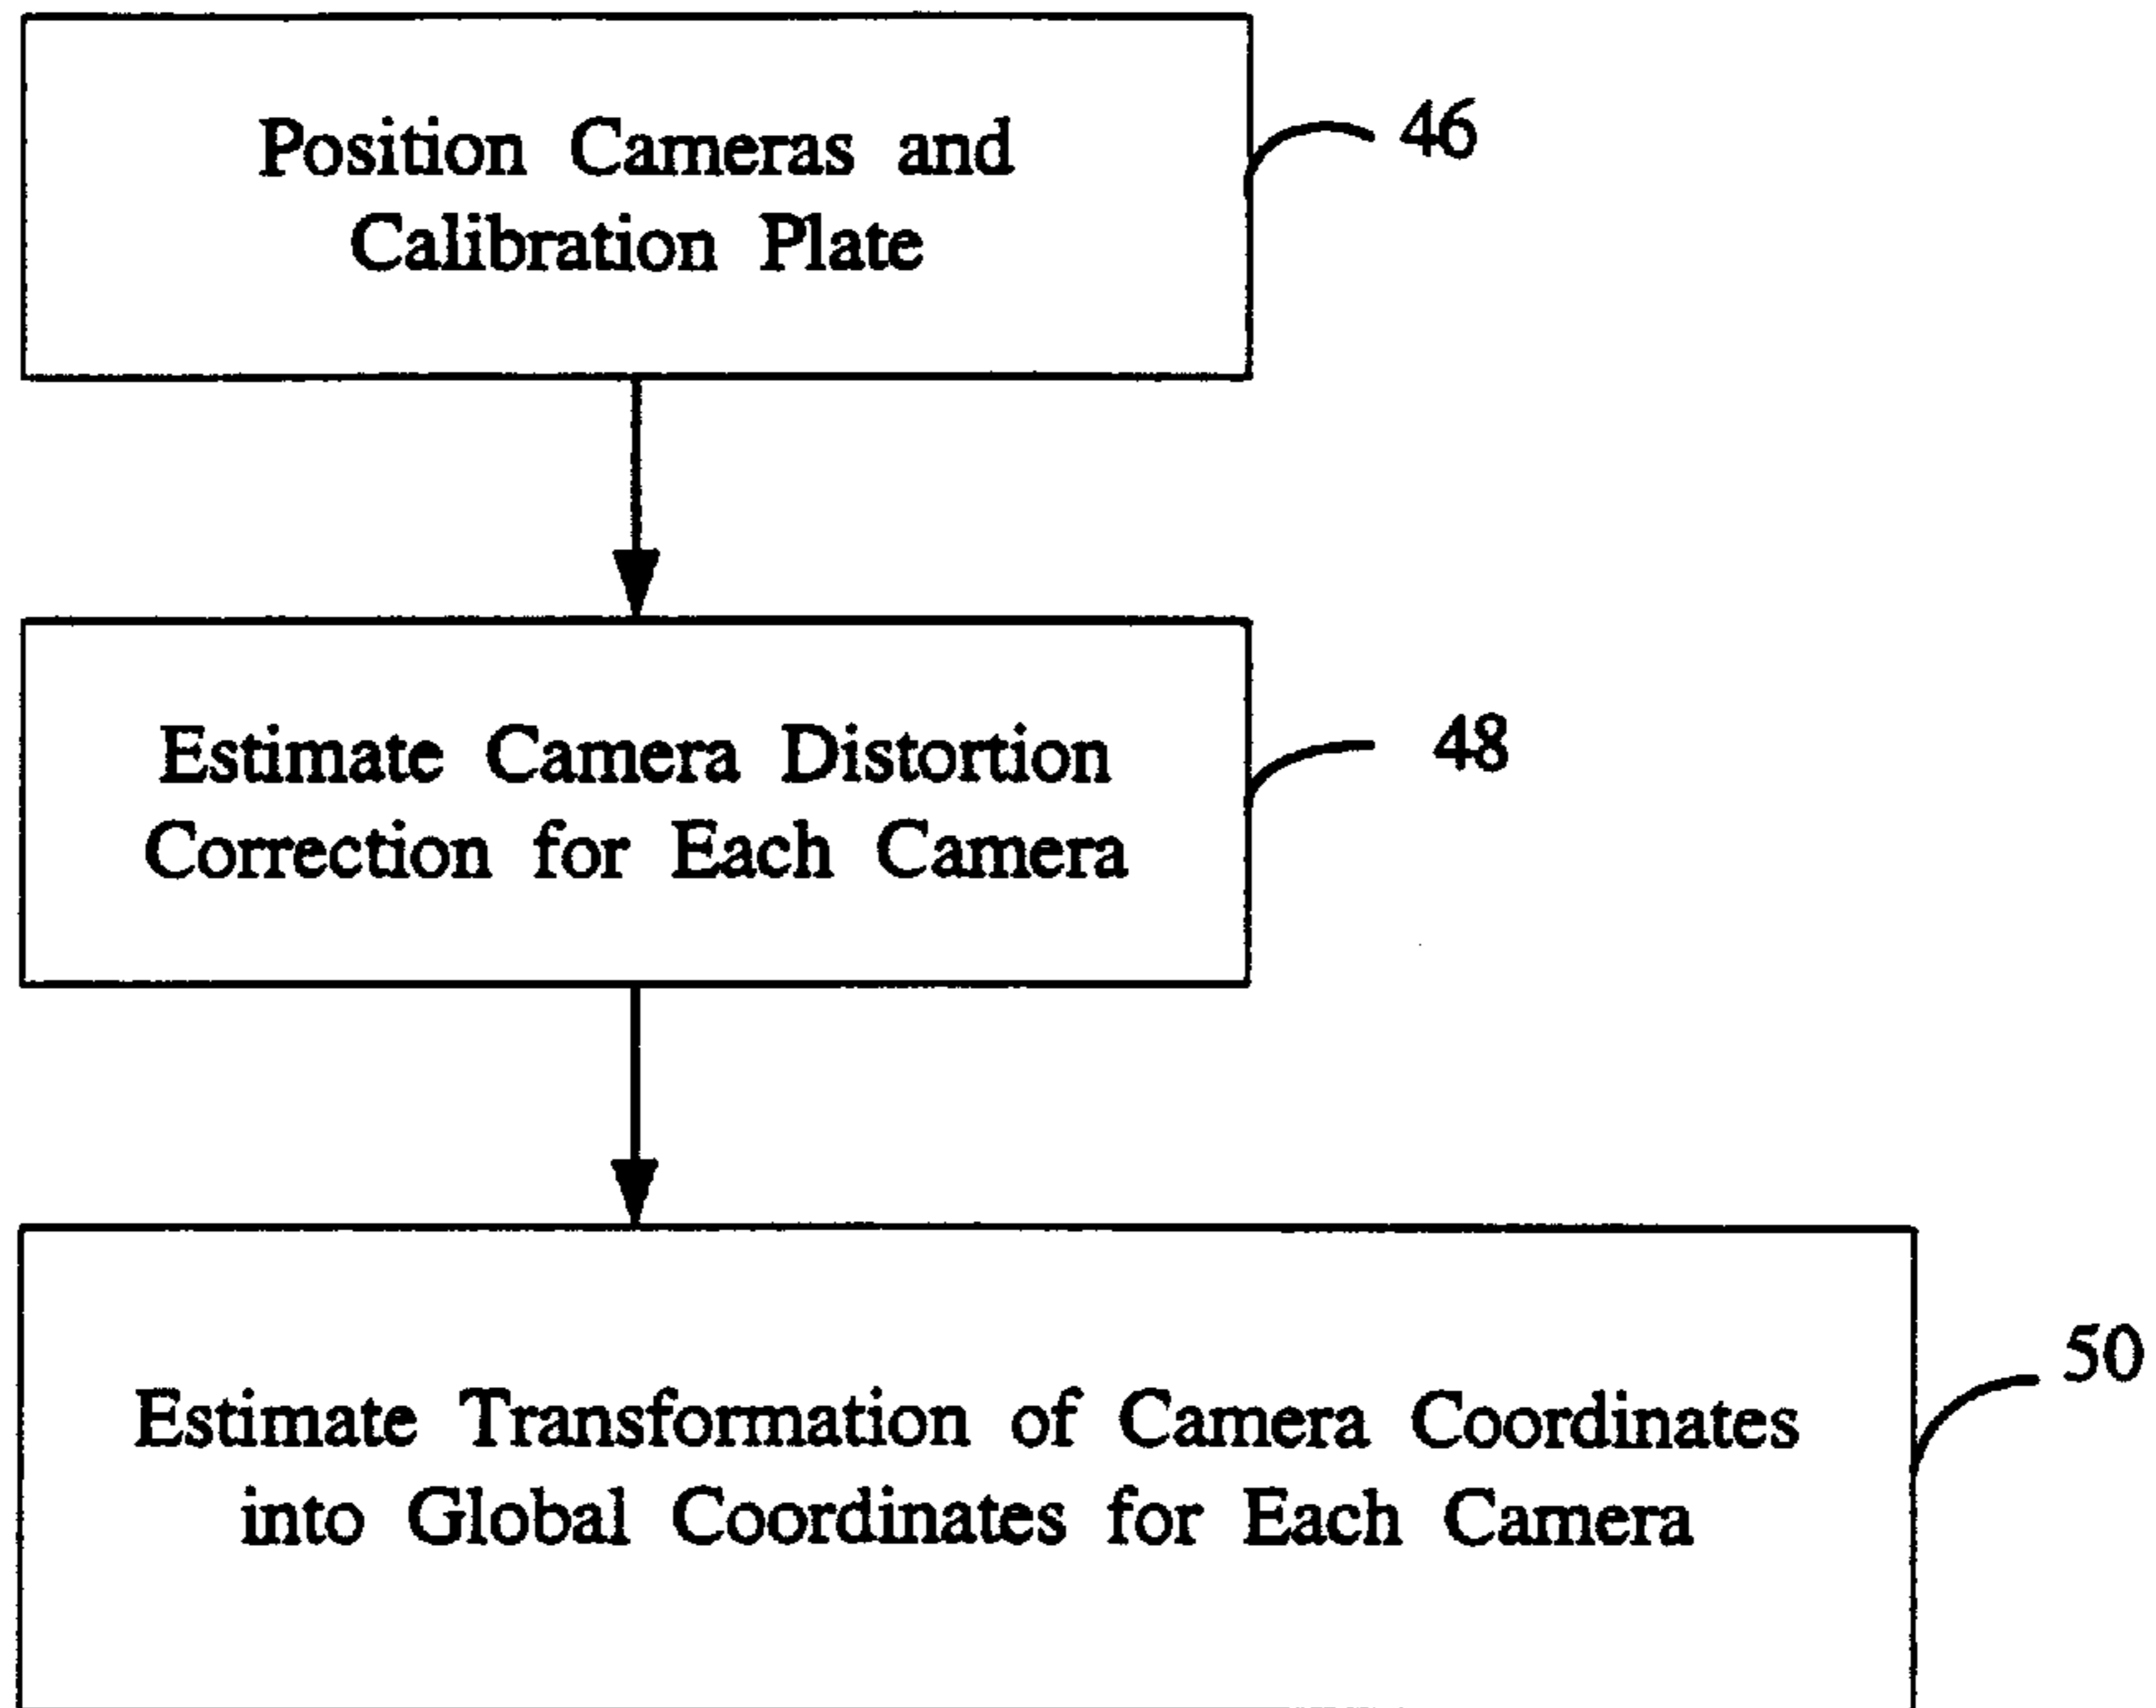 Position Cameras and
Calibration Plate
46
Estimate Camera Distortion
Correction for Each Camera
48
Estimate Transformation of Camera Coordinates
into Global Coordinates for Each Camera
50